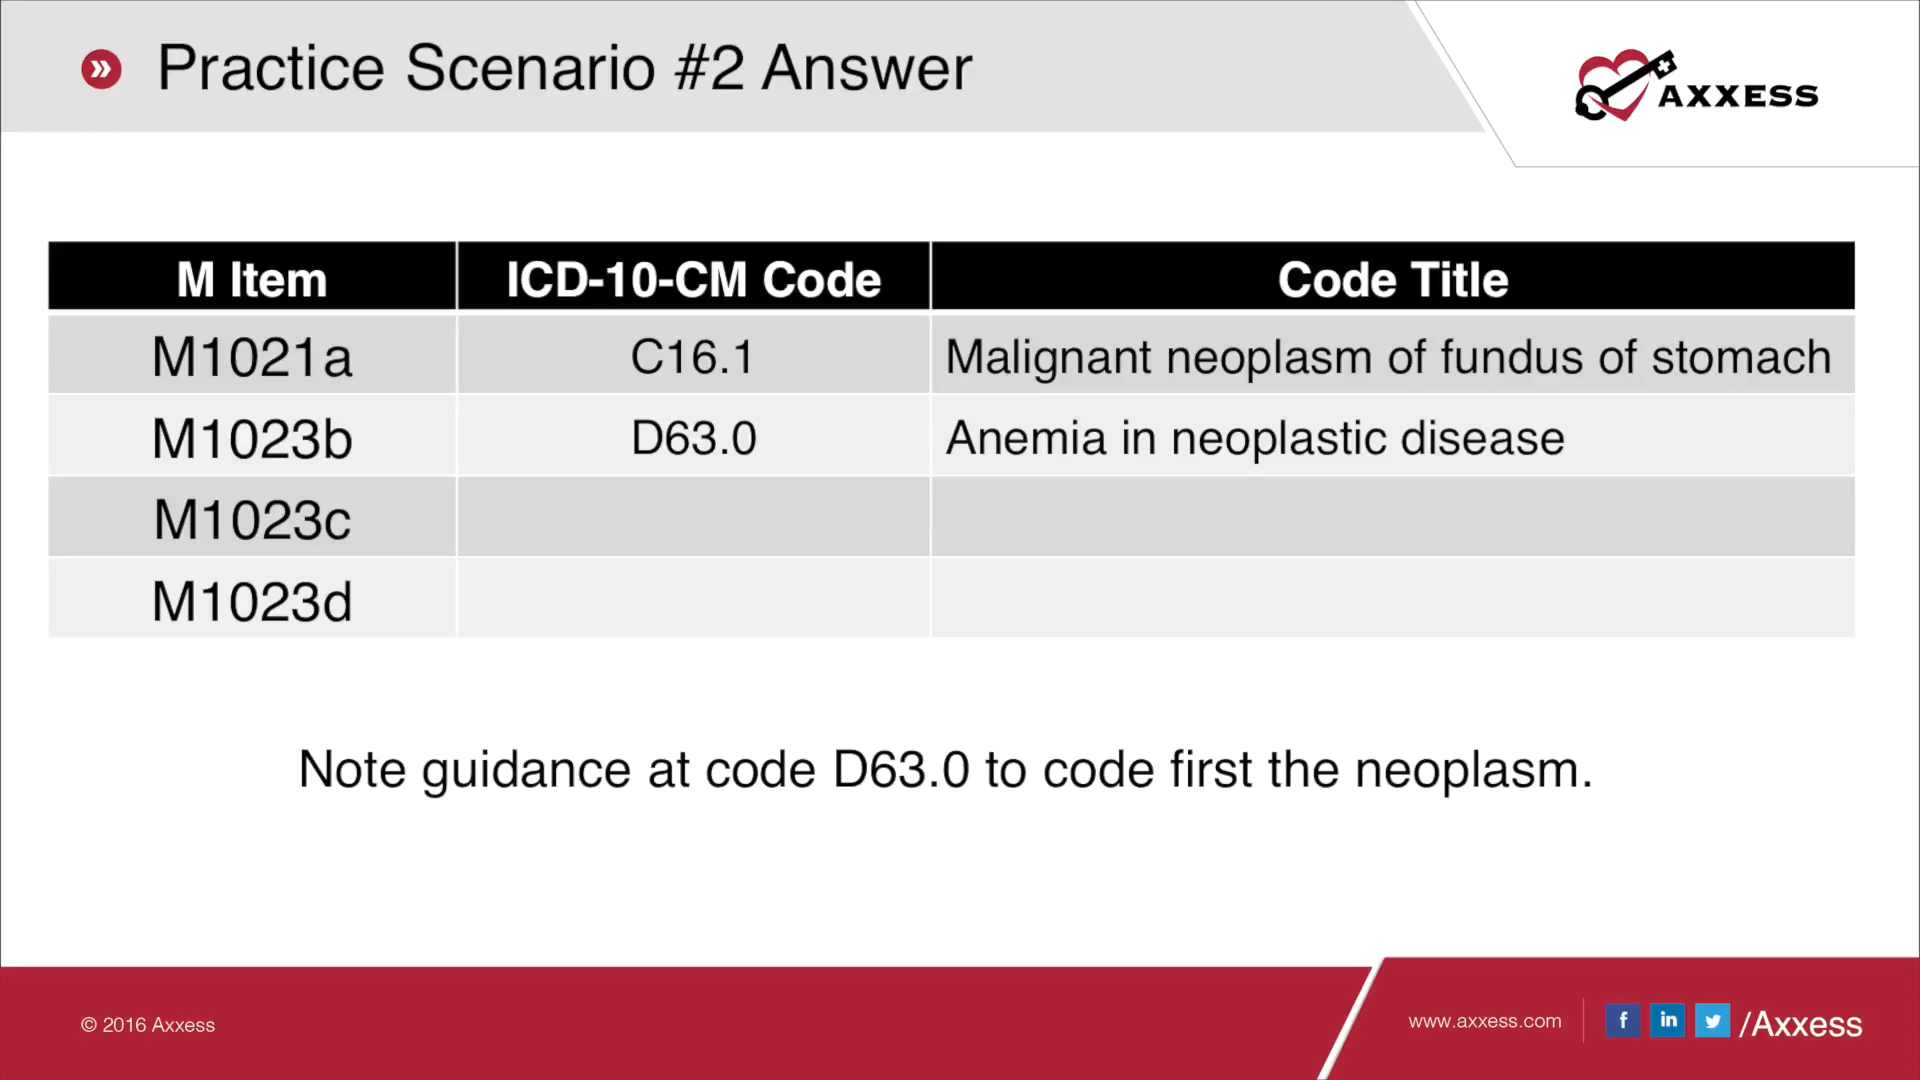 Practice Scenario #2 Answer
AXXESS
M Item ICD-10-CM Code Code Title
M1021a C16.1 Malignant neoplasm of fundus of stomach
M1023b D63.0 Anemia in neoplastic disease
M1023c
M1023d
Note guidance at code D63.0 to code first the neoplasm.
© 2016 Axxess
www.axxess.com f in /Axxess